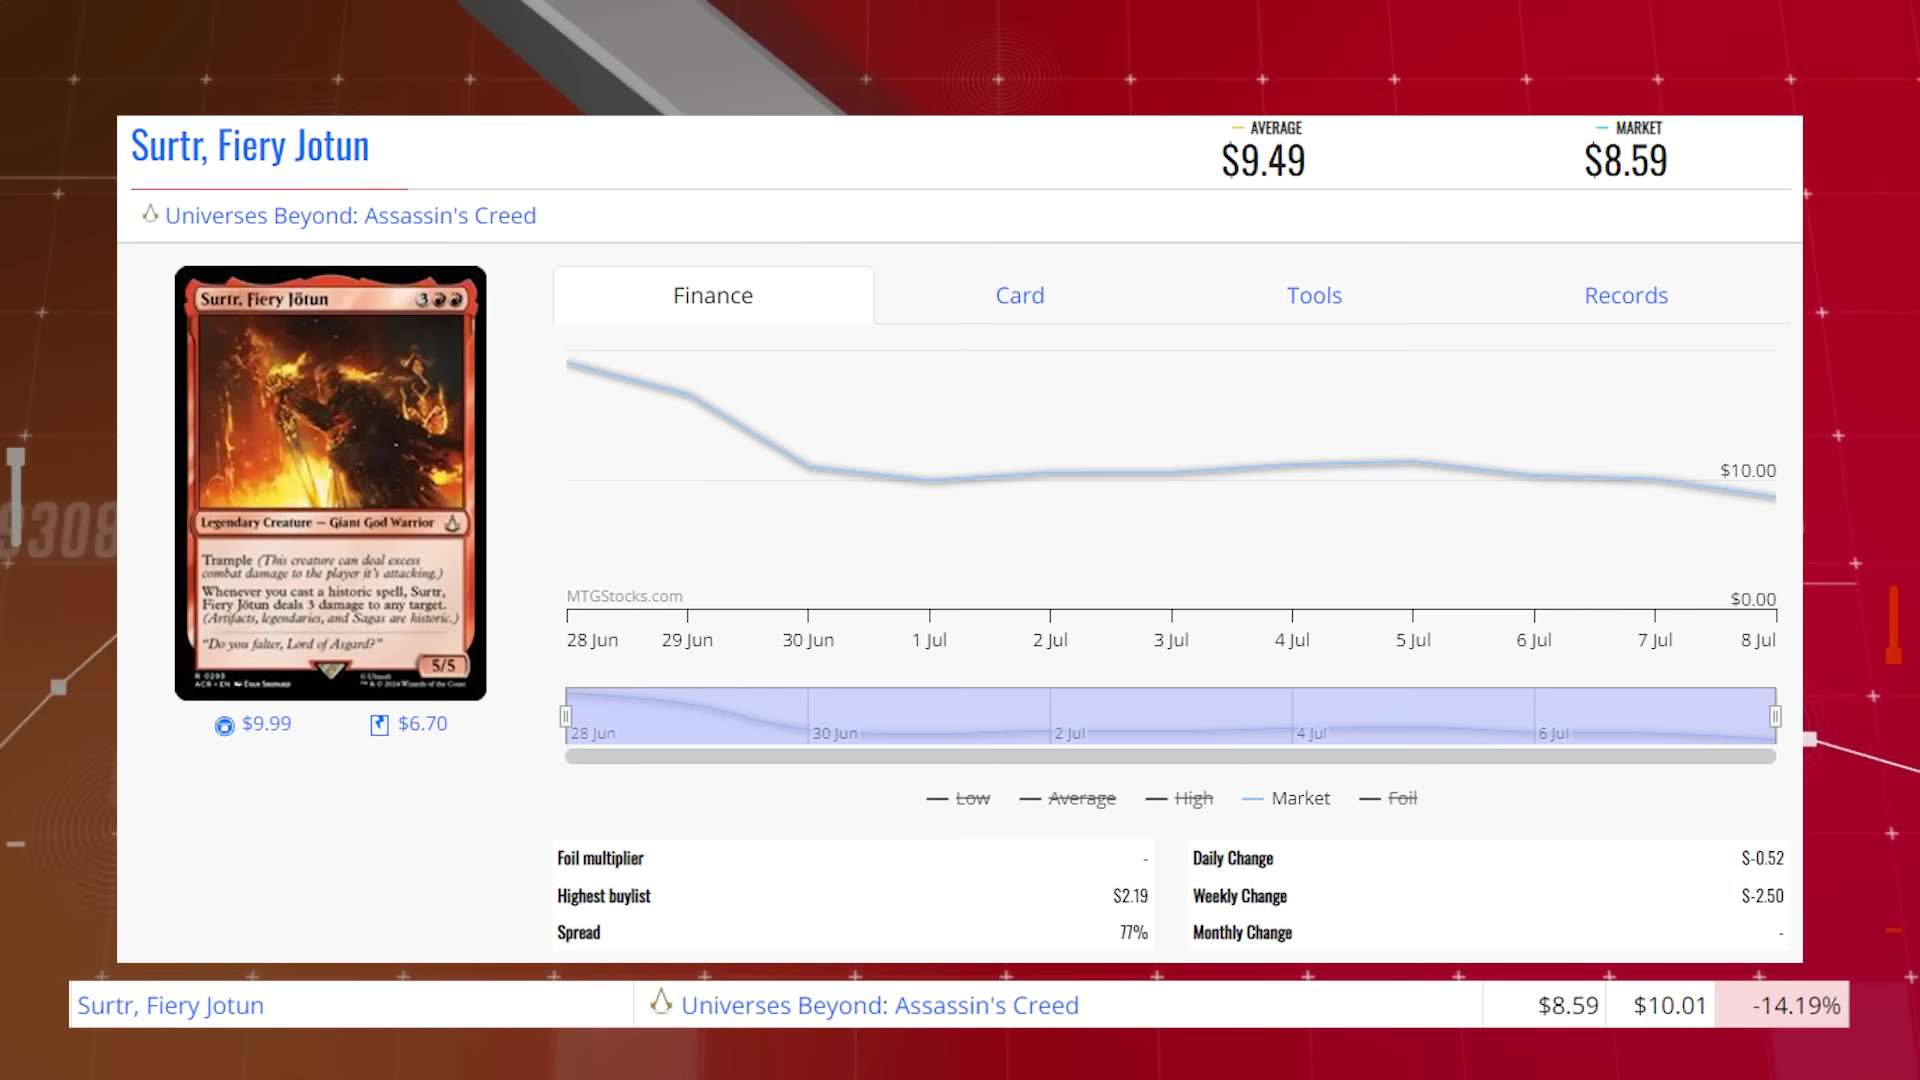 Surtr, Fiery Jotun
AVERAGE
$9.49
MARKET
$8.59
Universes Beyond: Assassin's Creed
Surtr, Fiery Jötun
3
Legendary Creature — Giant God Warrior
Trample (This creature can deal excess
combat damage to the player it's attacking.)
Whenever you cast a historic spell, Surtr,
Fiery Jötun deals 3 damage to any target.
(Artifacts, legendaries, and Sagas are historic.)
"Do you falter, Lord of Asgard?"
5/5
R 0293
ACR • EN
$9.99
$6.70
Finance
Card
Tools
Records
$10.00
$0.00
MTGStocks.com
28 Jun 29 Jun 30 Jun 1 Jul 2 Jul 3 Jul 4 Jul 5 Jul 6 Jul 7 Jul 8 Jul
28 Jun 30 Jun 2 Jul 4 Jul 6 Jul
Low Average High Market Foil
Foil multiplier -
Highest buylist $2.19
Spread 77%
Daily Change $-0.52
Weekly Change $-2.50
Monthly Change -
$308
Surtr, Fiery Jotun Universes Beyond: Assassin's Creed $8.59 $10.01 -14.19%